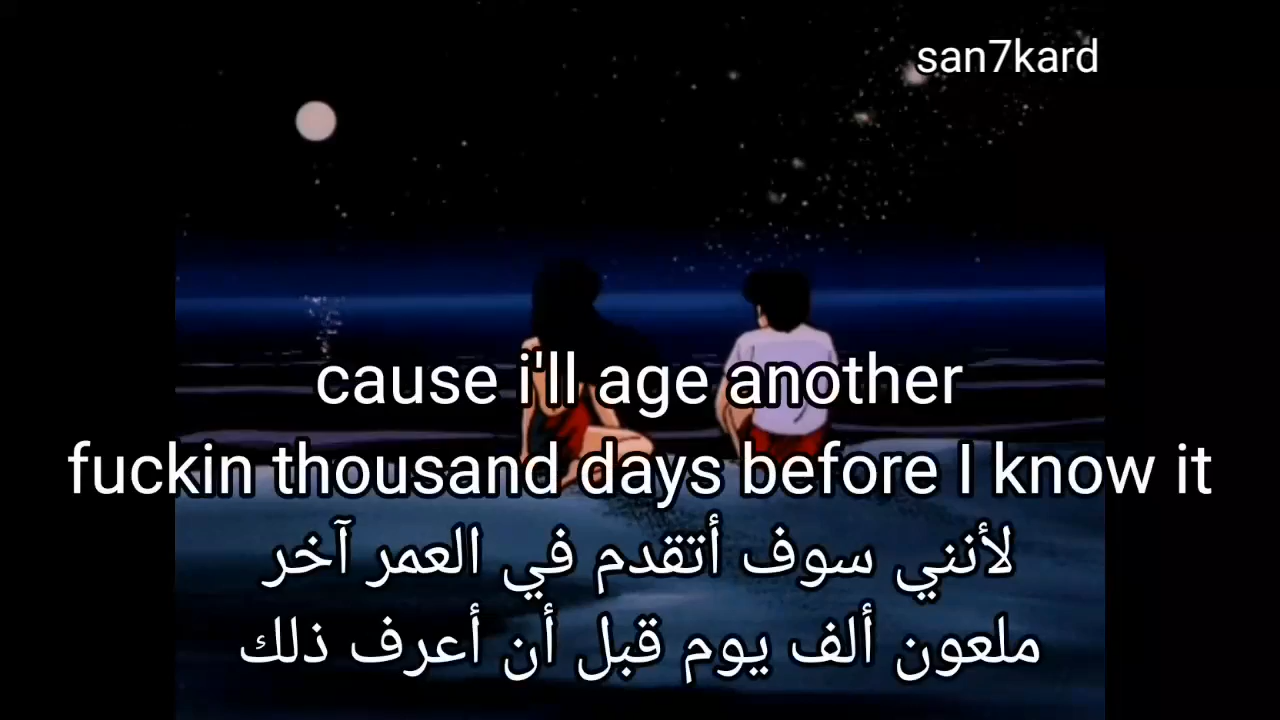 san7kard
cause i'll age another
fuckin thousand days before I know it
لأنني سوف أتقدم في العمر آخر
ملعون ألف يوم قبل أن أعرف ذلك